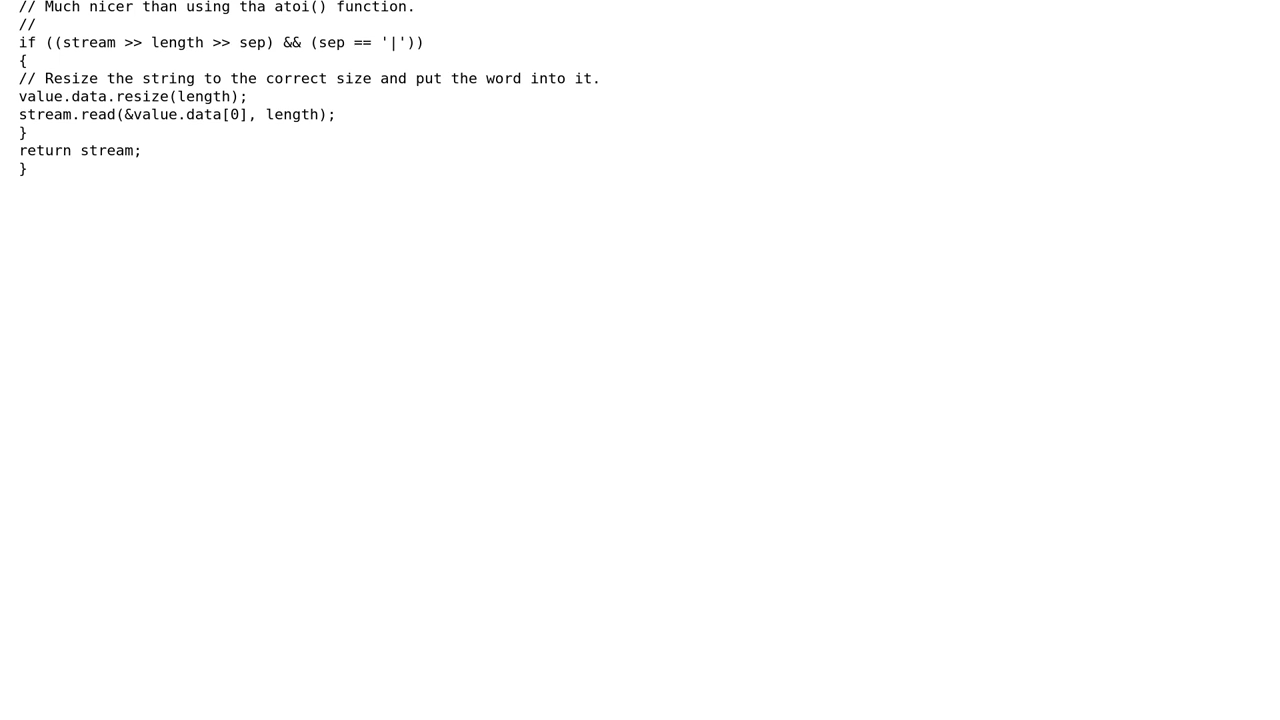 // Much nicer than using tha atoi() function.
//
if ((stream >> length >> sep) && (sep == '|'))
{
// Resize the string to the correct size and put the word into it.
value.data.resize(length);
stream.read(&value.data[0], length);
}
return stream;
}